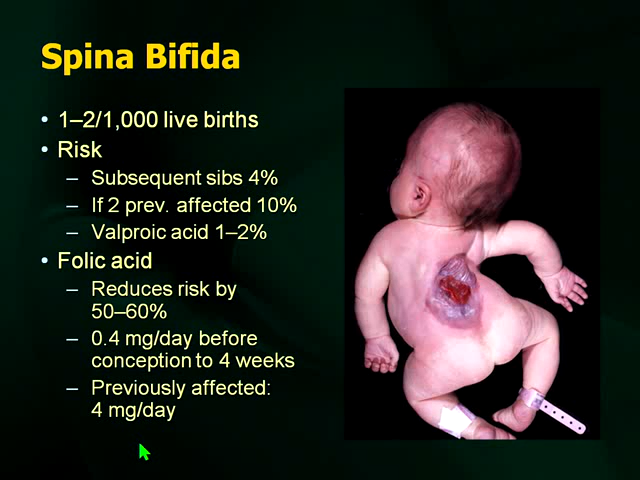 Spina Bifida
• 1–2/1,000 live births
• Risk
– Subsequent sibs 4%
– If 2 prev. affected 10%
– Valproic acid 1–2%
• Folic acid
– Reduces risk by
50–60%
– 0.4 mg/day before
conception to 4 weeks
– Previously affected:
4 mg/day